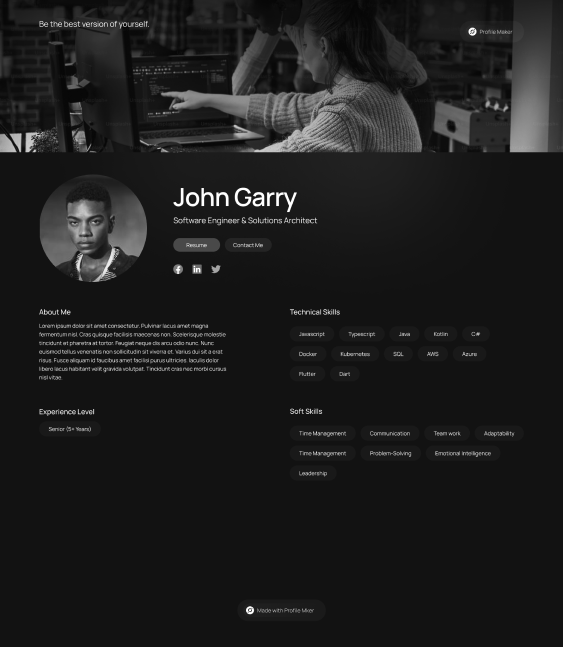 Be the best version of yourself.
Profile Maker
John Garry
Software Engineer & Solutions Architect
Resume
Contact Me
About Me
Lorem ipsum dolor sit amet consectetur. Pulvinar lacus amet magna
fermentum nisl. Cras quisque facilisis maecenas non. Scelerisque molestie
tincidunt et pharetra at tortor. Feugiat neque dis arcu odio nunc. Nunc
euismod tellus venenatis non sollicitudin sit viverra et. Varius dui sit a erat
risus. Fusce aliquam id faucibus amet facilisi purus ultricies. Iaculis dolor
libero lacus habitant velit gravida volutpat. Tincidunt cras nec morbi cursus
nisl vitae.
Experience Level
Senior (5+ Years)
Technical Skills
Javascript Typescript Java Kotlin C#
Docker Kubernetes SQL AWS Azure
Flutter Dart
Soft Skills
Time Management Communication Team work Adaptability
Time Management Problem-Solving Emotional Intelligence
Leadership
Made with Profile Mker